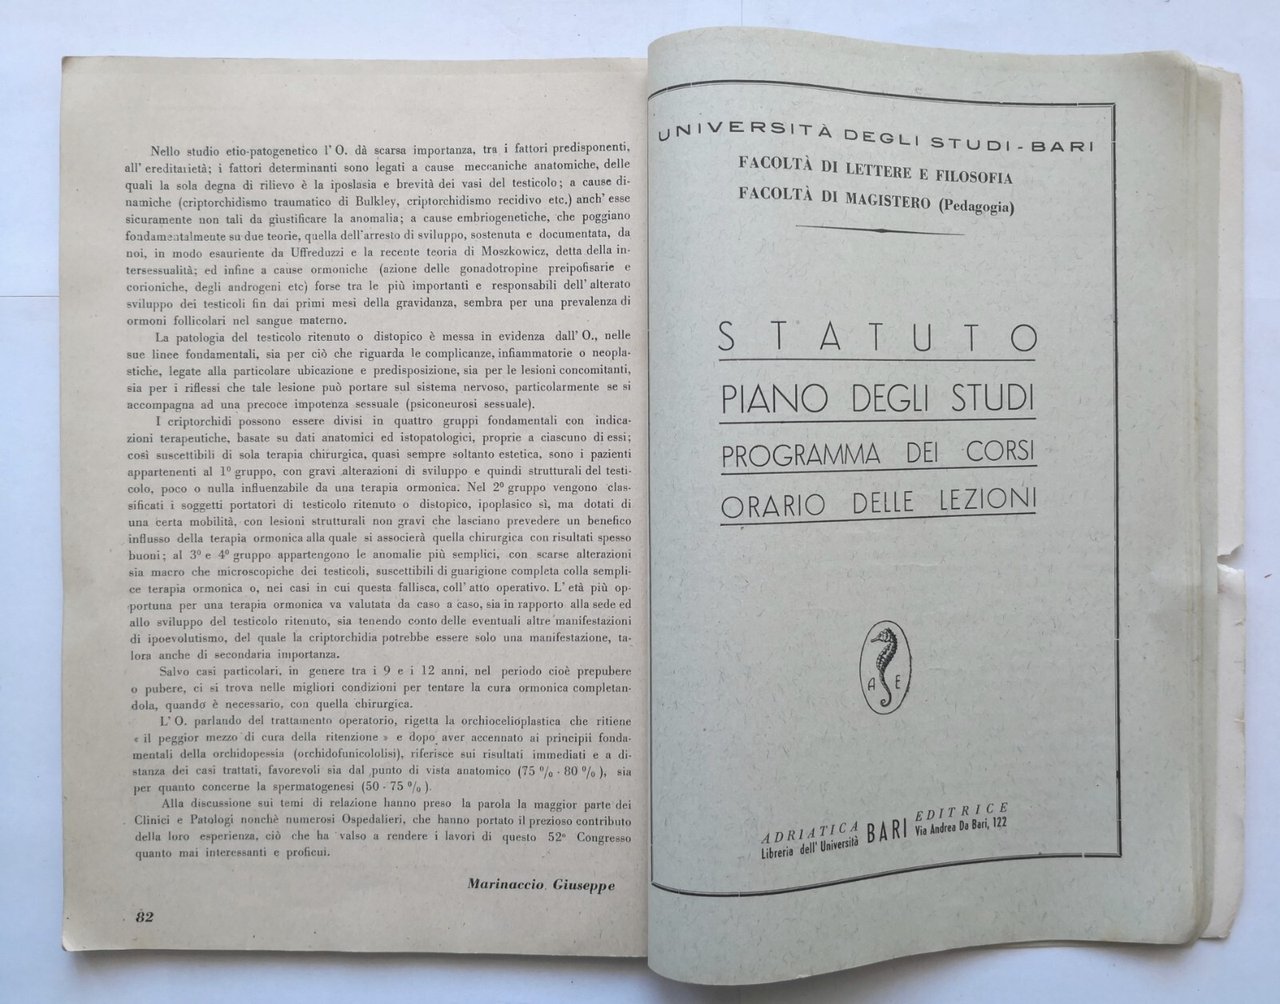 Nello studio etio-patogenetico l'O. dà scarsa importanza, tra i fattori predisponenti,
all'ereditarietà; i fattori determinanti sono legati a cause meccaniche anatomiche, delle
quali la sola degna di rilievo è la iposlasia e brevità dei vasi del testicolo; a cause di-
namiche (criptorchidismo traumatico di Bulkley, criptorchidismo recidivo etc.) anch'esse
sicuramente non tali da giustificare la anomalia; a cause embriogenetiche, che poggiano
fondamentalmente su due teorie, quella dell'arresto di sviluppo, sostenuta e documentata, da
noi, in modo esauriente da Uffreduzzi e la recente teoria di Moszkowicz, detta della in-
tersessualità; ed infine a cause ormoniche (azione delle gonadotropine preipofisarie e
corioniche, degli androgeni etc) forse tra le più importanti e responsabili dell'alterato
sviluppo dei testicoli fin dai primi mesi della gravidanza, sembra per una prevalenza di
ormoni follicolari nel sangue materno.
La patologia del testicolo ritenuto o distopico è messa in evidenza dall'O., nelle
sue linee fondamentali, sia per ciò che riguarda le complicanze, infiammatorie o neopla-
stiche, legate alla particolare ubicazione e predisposizione, sia per le lesioni concomitanti,
sia per i riflessi che tale lesione può portare sul sistema nervoso, particolarmente se si
accompagna ad una precoce impotenza sessuale (psiconeurosi sessuale).
I criptorchidi possono essere divisi in quattro gruppi fondamentali con indica-
zioni terapeutiche, basate su dati anatomici ed istopatologici, proprie a ciascuno di essi;
così suscettibili di sola terapia chirurgica, quasi sempre soltanto estetica, sono i pazienti
appartenenti al 1º gruppo, con gravi alterazioni di sviluppo e quindi strutturali del testi-
colo, poco o nulla influenzabile da una terapia ormonica. Nel 2º gruppo vengono clas-
sificati i soggetti portatori di testicolo ritenuto o distopico, ipoplasico sì, ma dotati di
una certa mobilità, con lesioni strutturali non gravi che lasciano prevedere un benefico
influsso della terapia ormonica alla quale si associerà quella chirurgica con risultati spesso
buoni; al 3º e 4º gruppo appartengono le anomalie più semplici, con scarse alterazioni
sia macro che microscopiche dei testicoli, suscettibili di guarigione completa colla sempli-
ce terapia ormonica o, nei casi in cui questa fallisca, coll'atto operativo. L'età più op-
portuna per una terapia ormonica va valutata da caso a caso, sia in rapporto alla sede ed
allo sviluppo del testicolo ritenuto, sia tenendo conto delle eventuali altre manifestazioni
di ipoevolutismo, del quale la criptorchidia potrebbe essere solo una manifestazione, ta-
lora anche di secondaria importanza.
Salvo casi particolari, in genere tra i 9 e i 12 anni, nel periodo cioè prepubere
o pubere, ci si trova nelle migliori condizioni per tentare la cura ormonica completan-
dola, quando è necessario, con quella chirurgica.
L'O. parlando del trattamento operatorio, rigetta la orchiocelioplastica che ritiene
« il peggior mezzo di cura della ritenzione » e dopo aver accennato ai principii fonda-
mentali della orchidopessia (orchidofunicololisi), riferisce sui risultati immediati e a di-
stanza dei casi trattati, favorevoli sia dal punto di vista anatomico (75 % - 80 %), sia
per quanto concerne la spermatogenesi (50 - 75 %).
Alla discussione sui temi di relazione hanno preso la parola la maggior parte dei
Clinici e Patologi nonchè numerosi Ospedalieri, che hanno portato il prezioso contributo
della loro esperienza, ciò che ha valso a rendere i lavori di questo 52º Congresso
quanto mai interessanti e proficui.
Marinaccio Giuseppe
82
UNIVERSITÀ DEGLI STUDI - BARI
FACOLTÀ DI LETTERE E FILOSOFIA
FACOLTÀ DI MAGISTERO (Pedagogia)
STATUTO
PIANO DEGLI STUDI
PROGRAMMA DEI CORSI
ORARIO DELLE LEZIONI
A E
ADRIATICA BARI EDITRICE
Libreria dell'Università Via Andrea Da Bari, 122